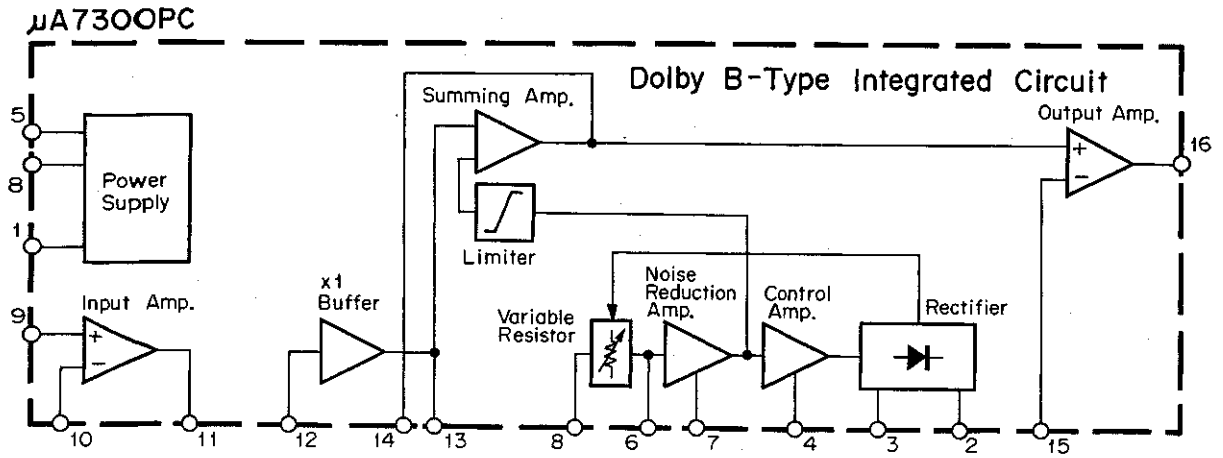 µA7300PC
Dolby B-Type Integrated Circuit
Summing Amp.
Output Amp.
5
8
1
16
Power
Supply
Limiter
Input Amp.
x1
Buffer
Noise
Reduction
Amp.
Control
Amp.
Rectifier
Variable
Resistor
9
10
11
12
14
13
8
6
7
4
3
2
15
+
−
+
−